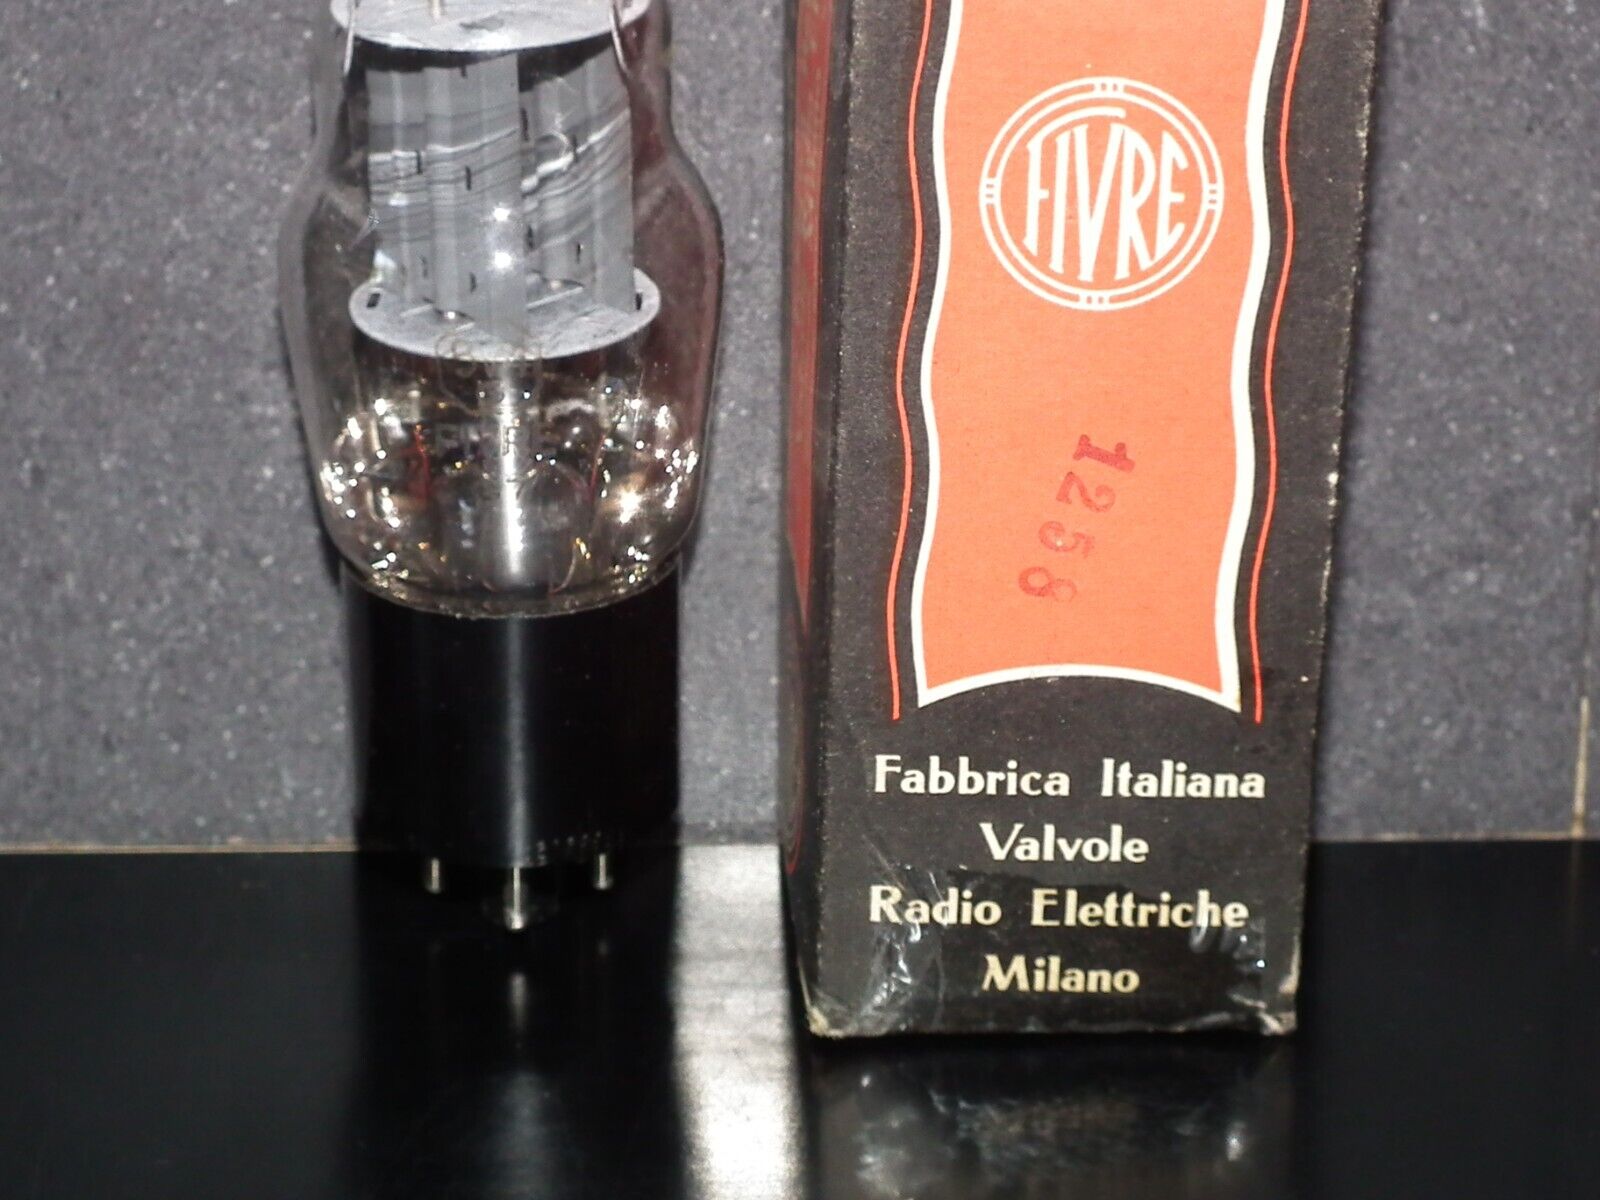 FIVRE
1258
Fabbrica Italiana
Valvole
Radio Elettriche
Milano